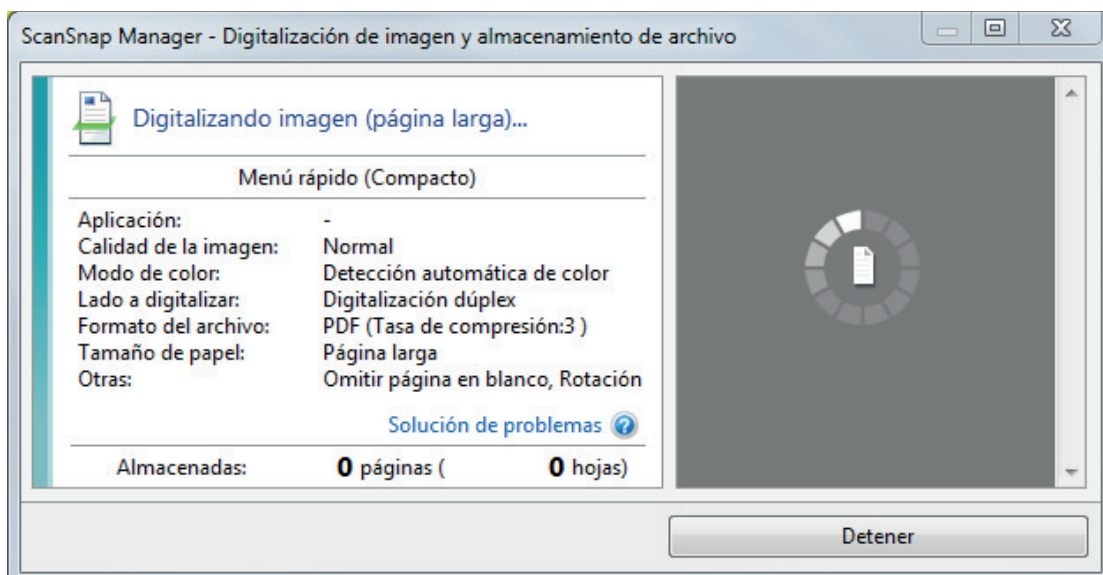 ScanSnap Manager - Digitalización de imagen y almacenamiento de archivo
Digitalizando imagen (página larga)...
Menú rápido (Compacto)
Aplicación: -
Calidad de la imagen: Normal
Modo de color: Detección automática de color
Lado a digitalizar: Digitalización dúplex
Formato del archivo: PDF (Tasa de compresión:3 )
Tamaño de papel: Página larga
Otras: Omitir página en blanco, Rotación
Solución de problemas ?
Almacenadas: 0 páginas ( 0 hojas)
Detener